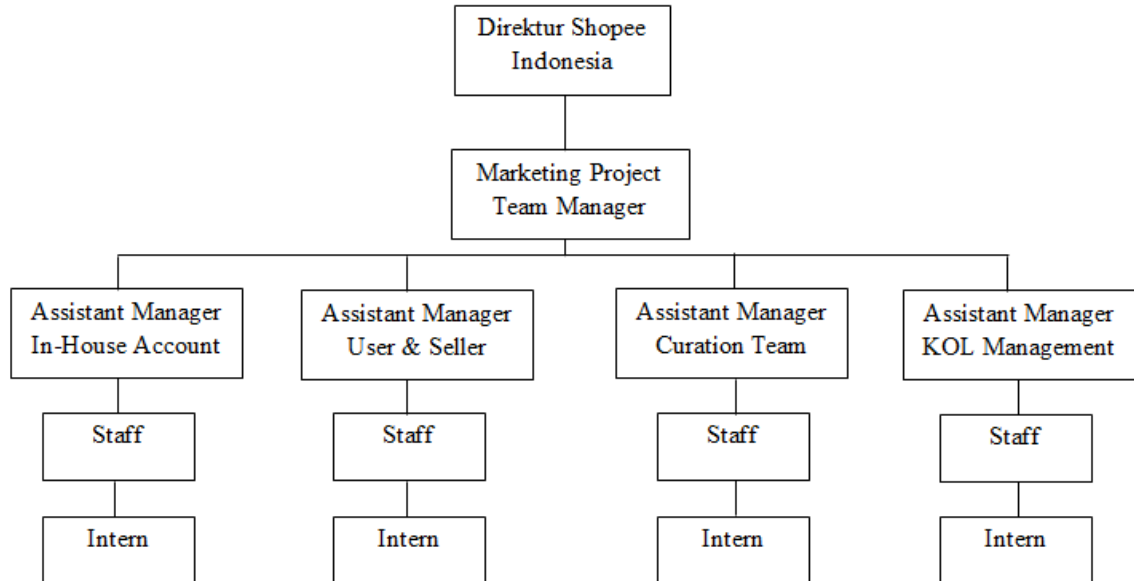 Direktur Shopee
Indonesia
Marketing Project
Team Manager
Assistant Manager
In-House Account
Assistant Manager
User & Seller
Assistant Manager
Curation Team
Assistant Manager
KOL Management
Staff
Staff
Staff
Staff
Intern
Intern
Intern
Intern